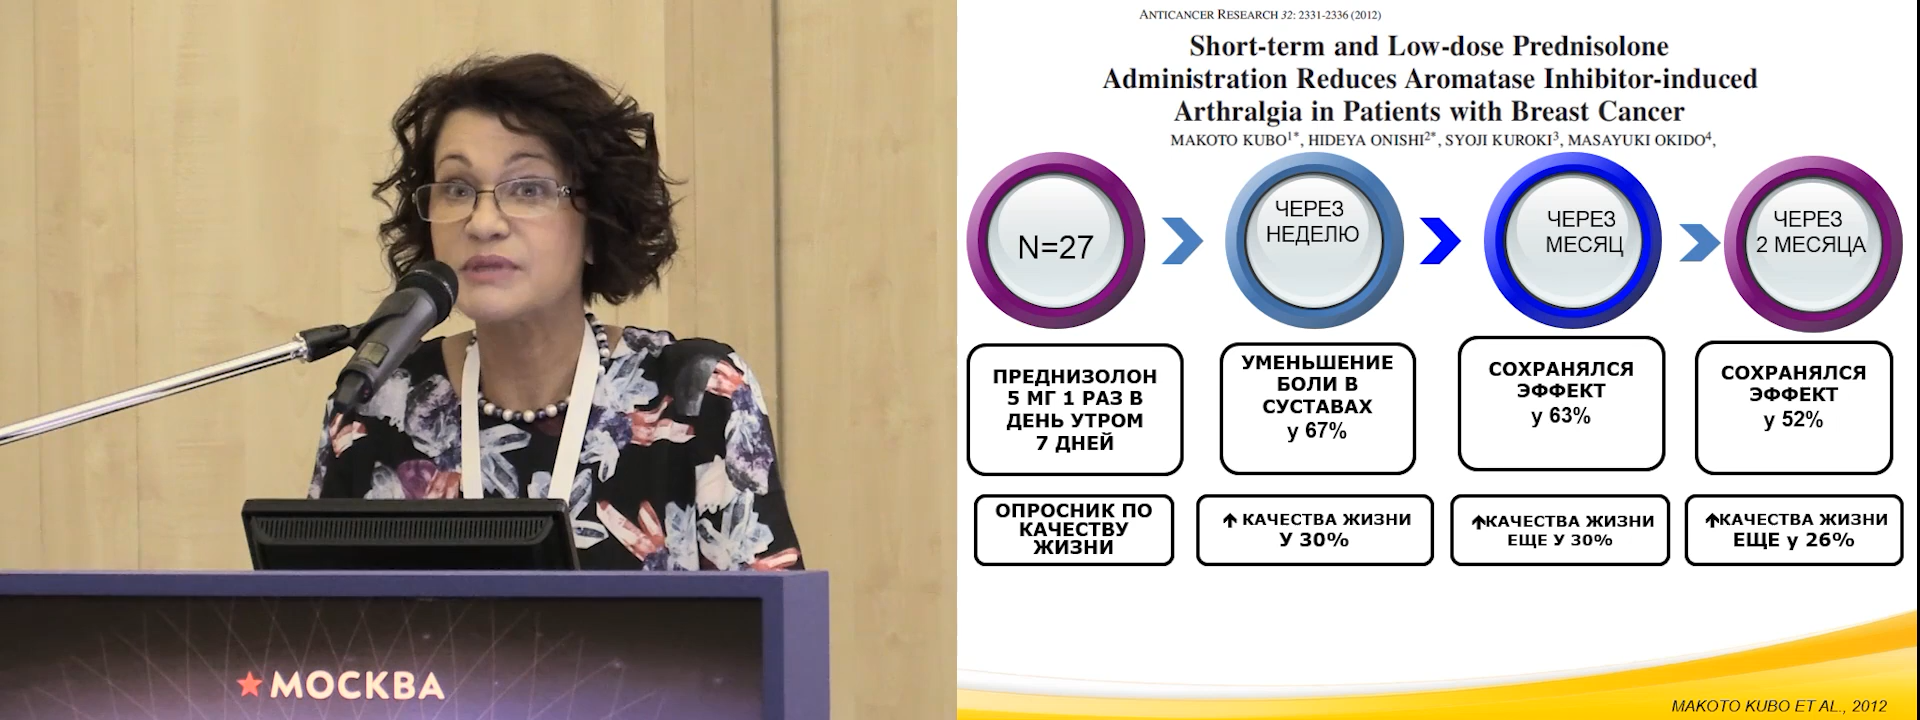 ★МОСКВА
ANTICANCER RESEARCH 32: 2331-2336 (2012)
Short-term and Low-dose Prednisolone
Administration Reduces Aromatase Inhibitor-induced
Arthralgia in Patients with Breast Cancer
MAKOTO KUBO1*, HIDEYA ONISHI2*, SYOJI KUROKI3, MASAYUKI OKIDO4,
N=27
ЧЕРЕЗ
НЕДЕЛЮ
ЧЕРЕЗ
МЕСЯЦ
ЧЕРЕЗ
2 МЕСЯЦА
ПРЕДНИЗОЛОН
5 МГ 1 РАЗ В
ДЕНЬ УТРОМ
7 ДНЕЙ
УМЕНЬШЕНИЕ
БОЛИ В
СУСТАВАХ
у 67%
СОХРАНЯЛСЯ
ЭФФЕКТ
у 63%
СОХРАНЯЛСЯ
ЭФФЕКТ
у 52%
ОПРОСНИК ПО
КАЧЕСТВУ
ЖИЗНИ
↑ КАЧЕСТВА ЖИЗНИ
У 30%
↑КАЧЕСТВА ЖИЗНИ
ЕЩЕ У 30%
↑КАЧЕСТВА ЖИЗНИ
ЕЩЕ у 26%
MAKOTO KUBO ET AL., 2012